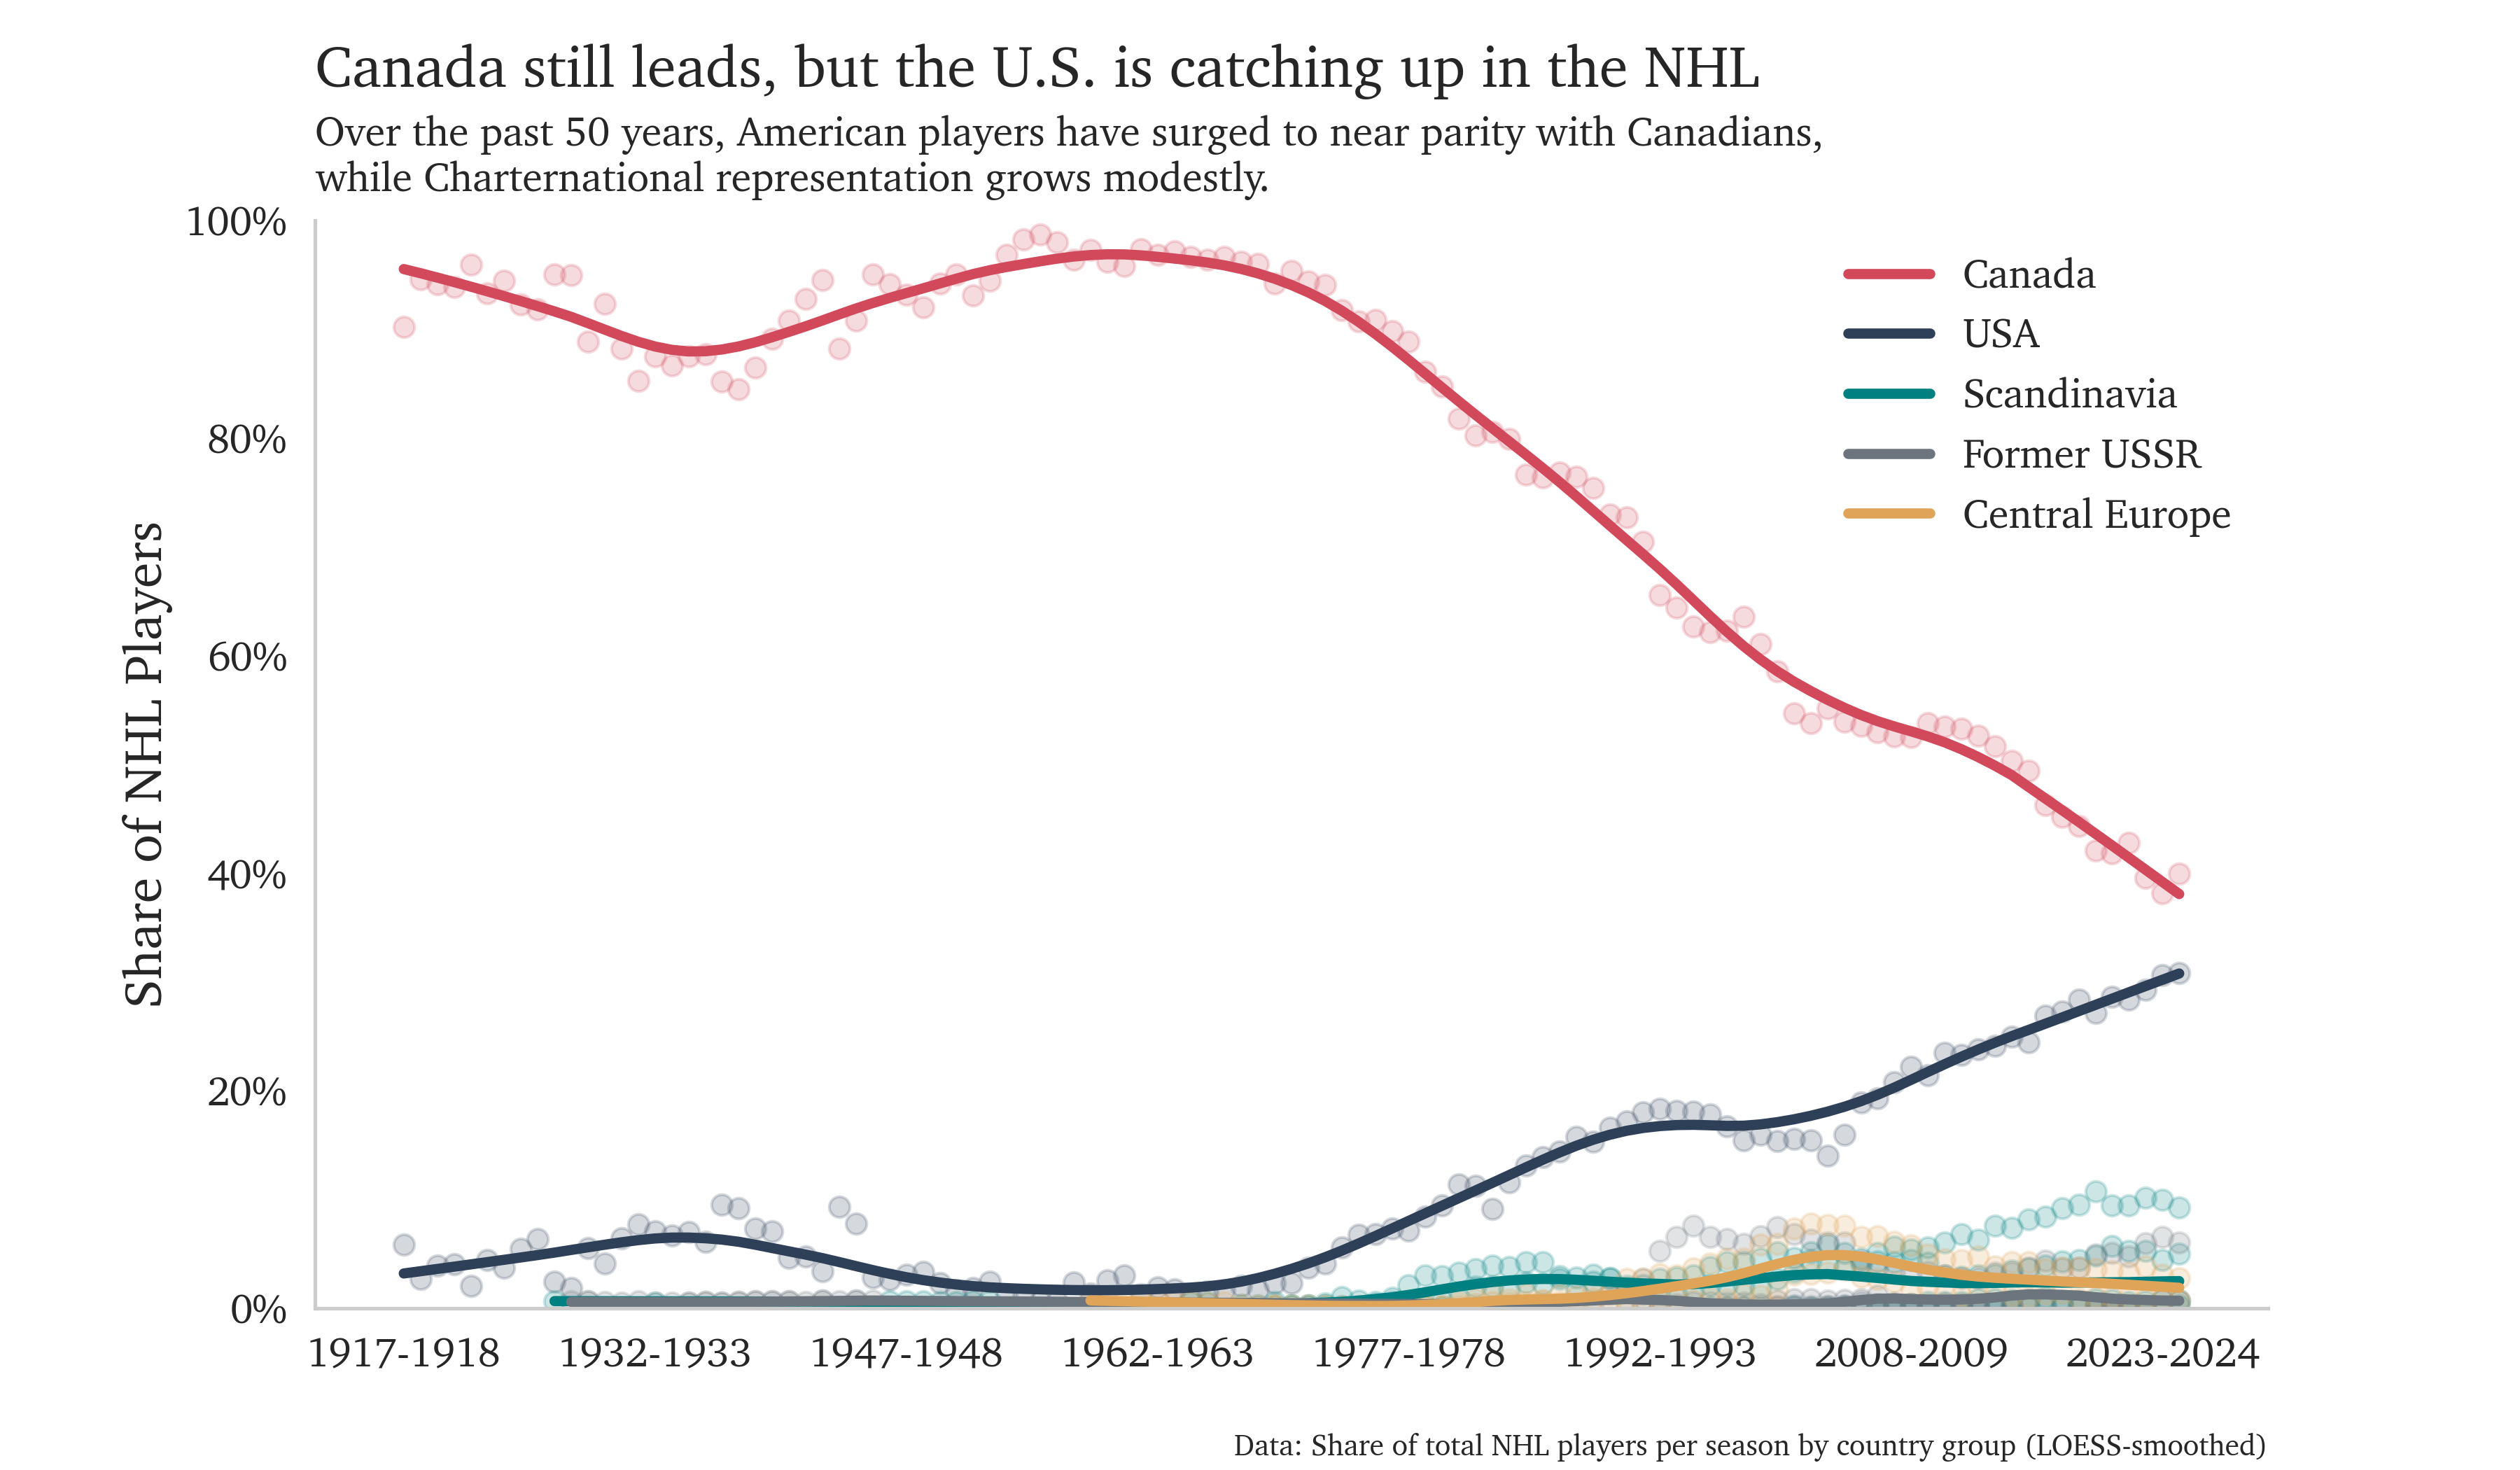 Canada still leads, but the U.S. is catching up in the NHL
Over the past 50 years, American players have surged to near parity with Canadians,
while Charternational representation grows modestly.
100%
80%
60%
40%
20%
0%
Share of NHL Players
Canada
USA
Scandinavia
Former USSR
Central Europe
1917-1918
1932-1933
1947-1948
1962-1963
1977-1978
1992-1993
2008-2009
2023-2024
Data: Share of total NHL players per season by country group (LOESS-smoothed)